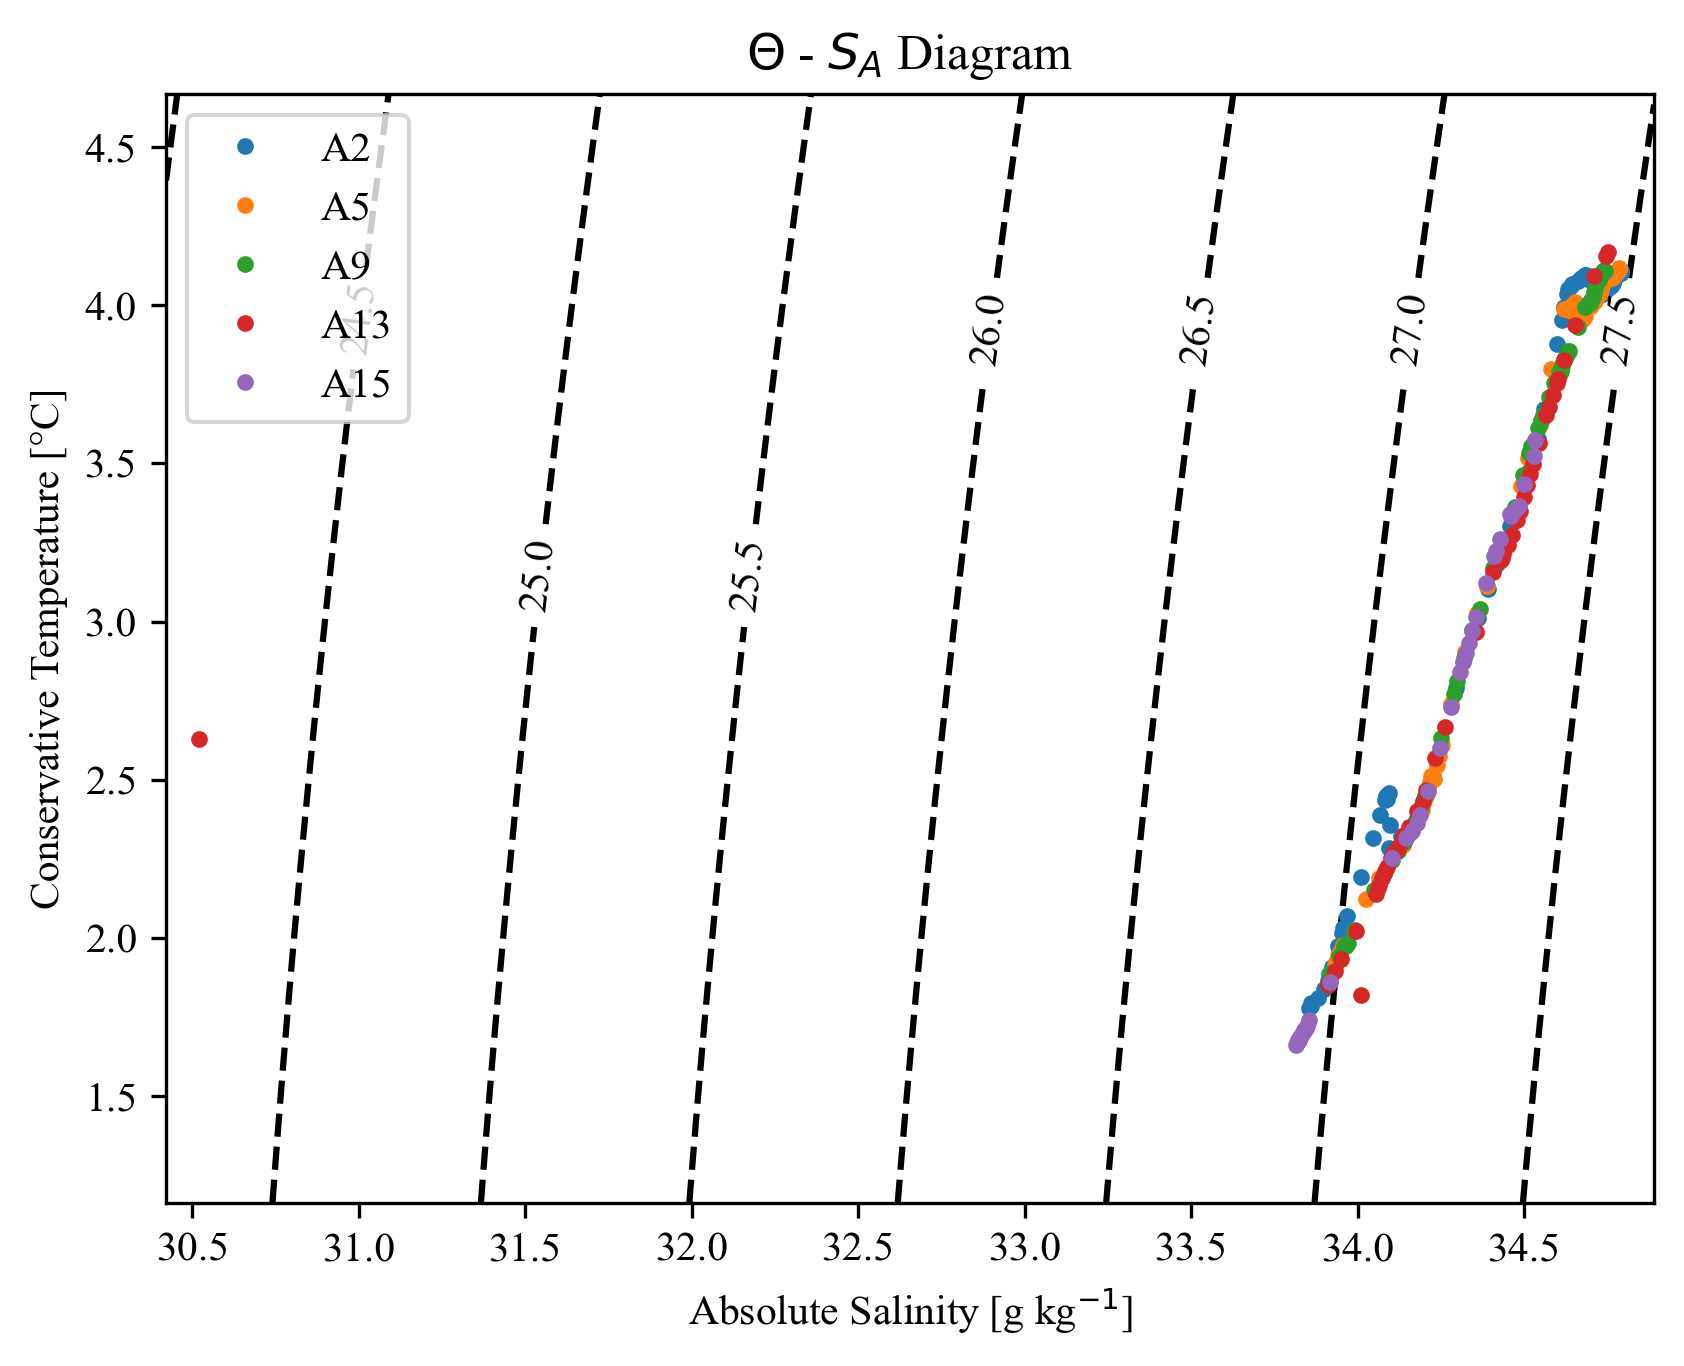 Θ - S_A Diagram
A2
A5
A9
A13
A15
24.5
25.0
25.5
26.0
26.5
27.0
27.5
Conservative Temperature [°C]
4.5
4.0
3.5
3.0
2.5
2.0
1.5
30.5 31.0 31.5 32.0 32.5 33.0 33.5 34.0 34.5
Absolute Salinity [g kg⁻¹]